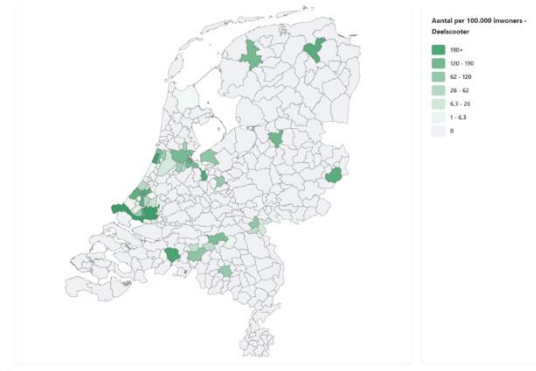 Aantal per 100.000 inwoners -
Deelscooter
190+
120 - 190
62 - 120
26 - 62
6.3 - 26
1 - 6.3
0